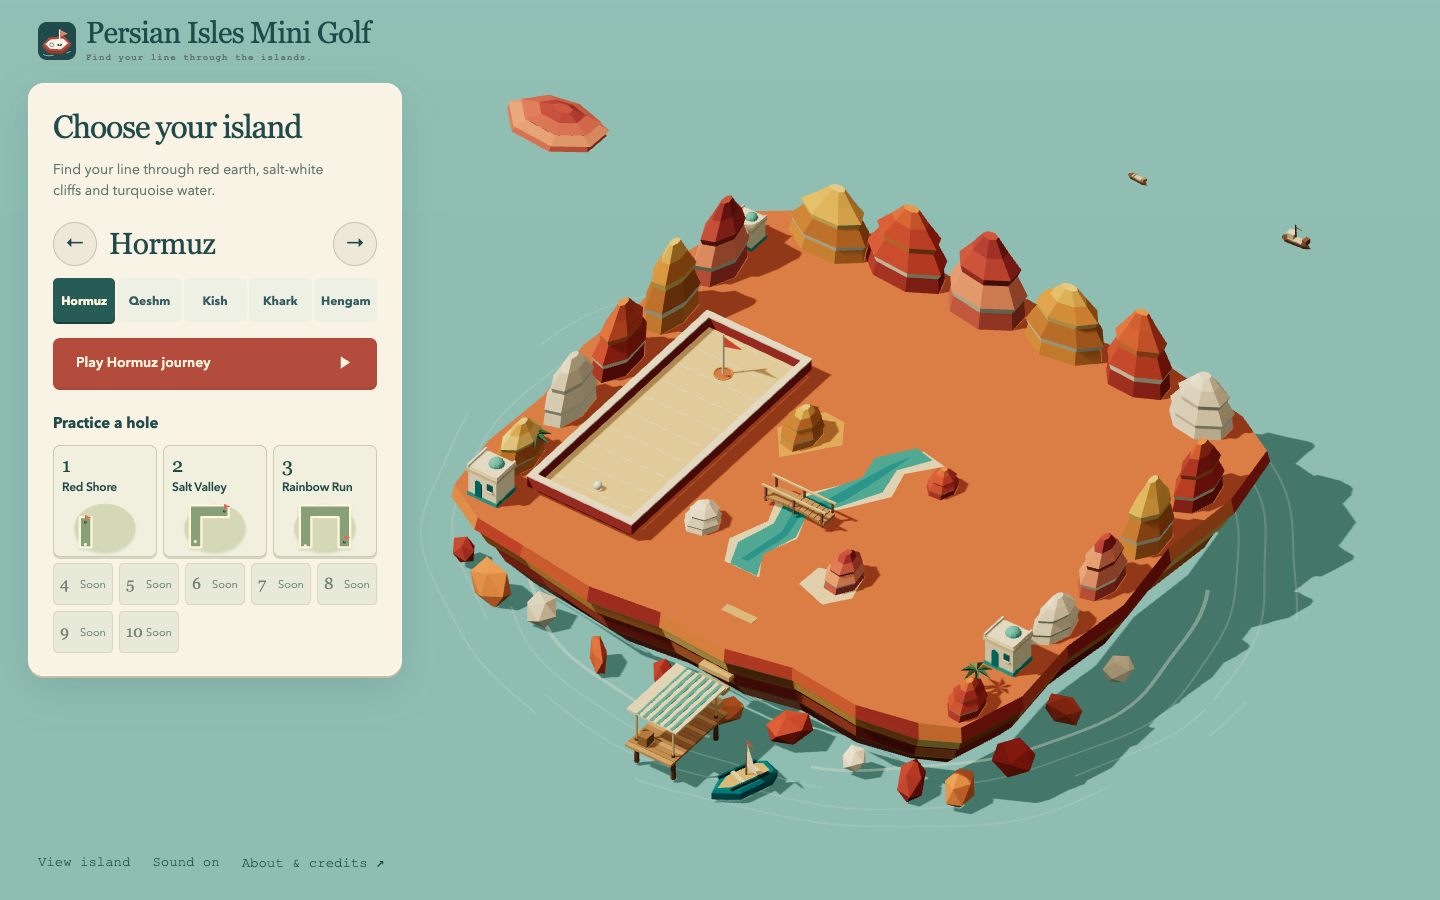 Persian Isles Mini Golf
Find your line through the islands.
Choose your island
Find your line through red earth, salt-white
cliffs and turquoise water.
← Hormuz →
Hormuz Qeshm Kish Khark Hengam
Play Hormuz journey
Practice a hole
1
Red Shore
2
Salt Valley
3
Rainbow Run
4 Soon
5 Soon
6 Soon
7 Soon
8 Soon
9 Soon
10 Soon
View island Sound on About & credits ↗